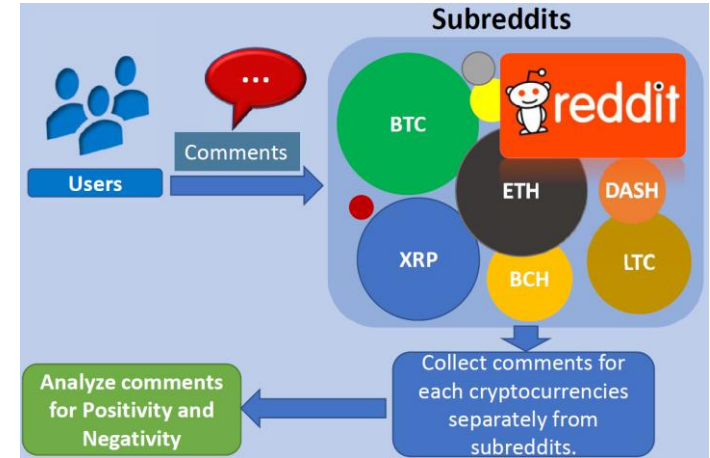 Subreddits
...
reddit
BTC
Comments
Users
ETH
DASH
XRP
BCH
LTC
Collect comments for
each cryptocurrencies
separately from
subreddits.
Analyze comments
for Positivity and
Negativity